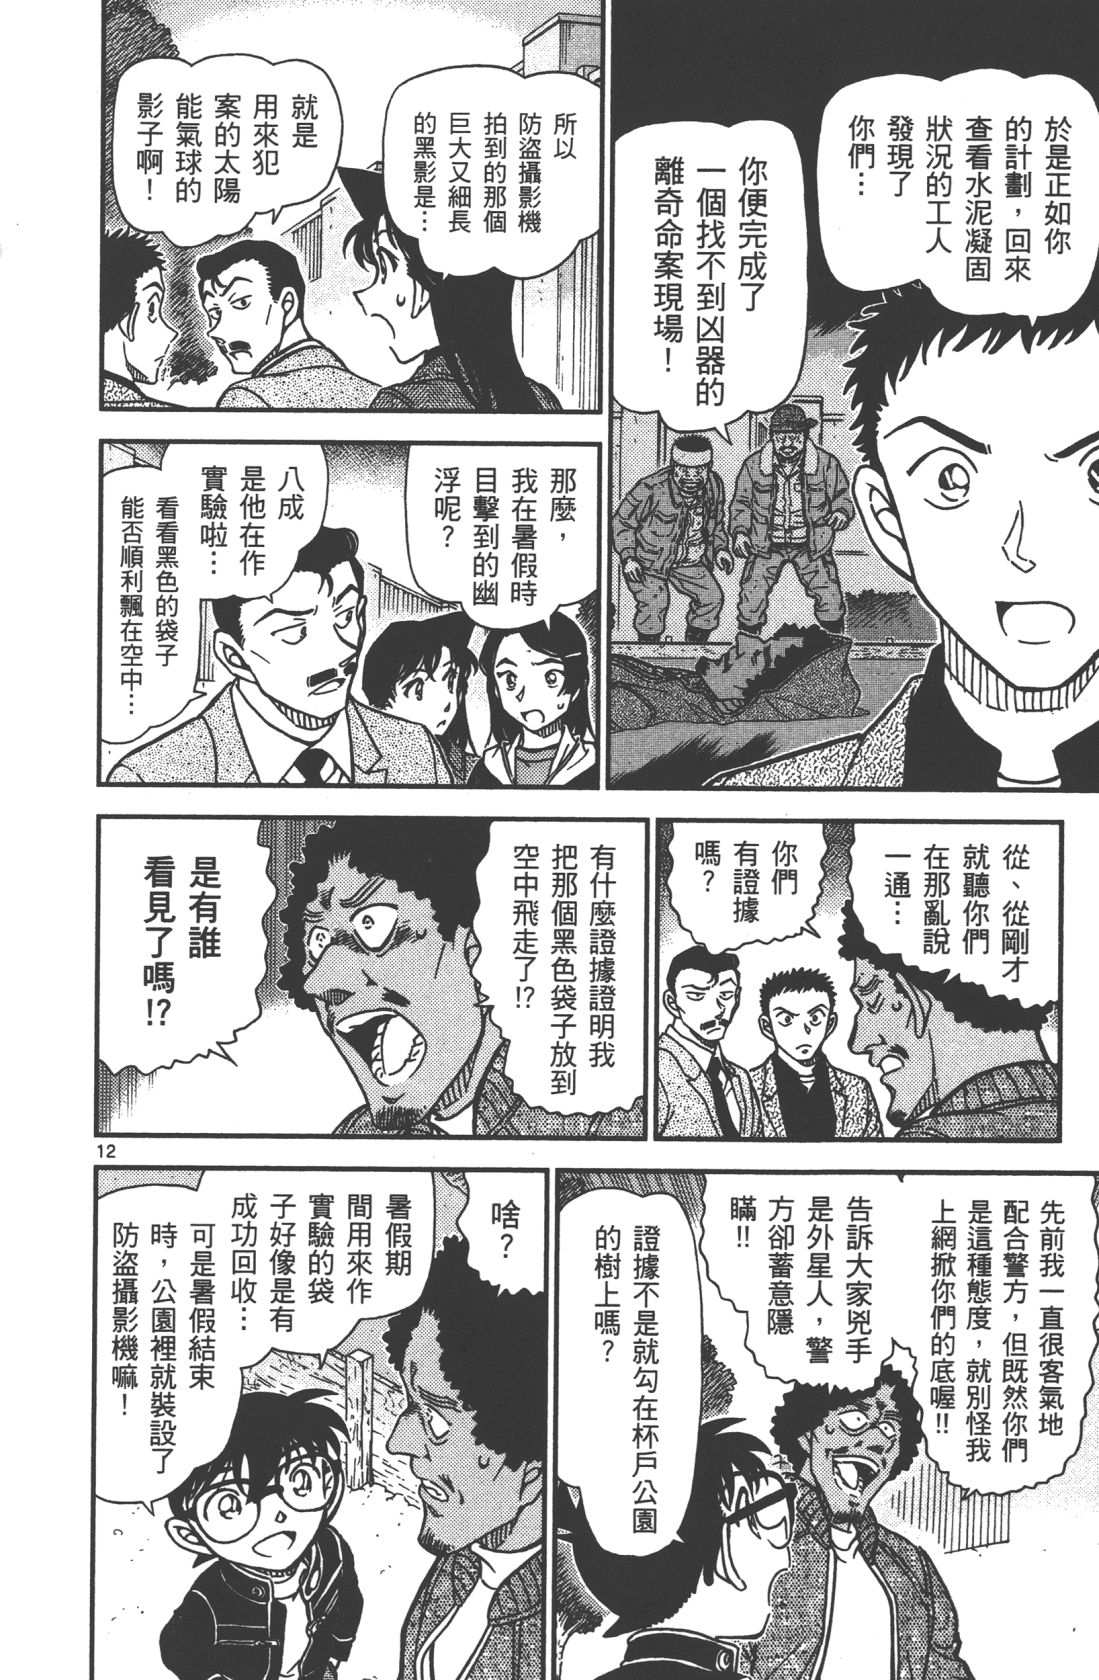 於是正如你
的計劃，回來
查看水泥凝固
狀況的工人
發現了
你們…
你便完成了
一個找不到凶器的
離奇命案現場！
所以
防盜攝影機
拍到的那個
巨大又細長
的黑影是…
就是
用來犯
案的太陽
能氣球的
影子啊！
那麼，
我在暑假時
目擊到的幽
浮呢？
八成
是他在作
實驗啦…
看看黑色的袋子
能否順利飄在空中…
從、從剛才
就聽你們
在那亂說
一通…
你們
有證據
嗎？
有什麼證據證明我
把那個黑色袋子放到
空中飛走了!?
是有誰
看見了嗎!?
12
先前我一直很客氣地
配合警方，但既然你們
是這種態度，就別怪我
上網掀你們的底喔!!
告訴大家兇手
是外星人，警
方卻蓄意隱
瞞!!
證據不是就勾在杯戶公園
的樹上嗎？
啥？
暑假期
間用來作
實驗的袋
子好像是有
成功回收…
可是暑假結束
時，公園裡就裝設了
防盜攝影機嘛！